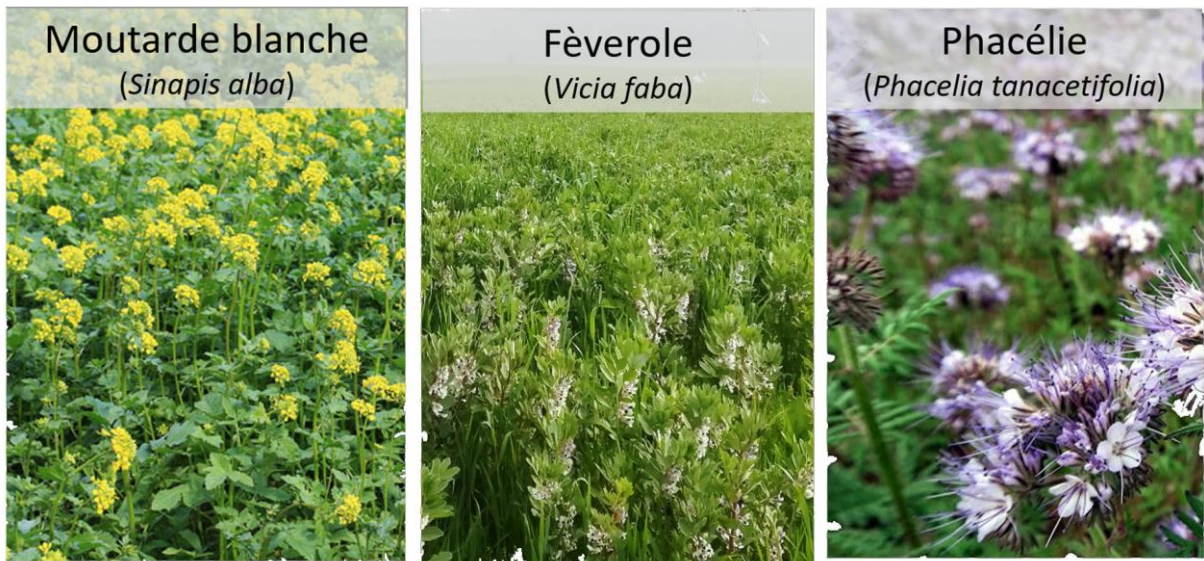 Moutarde blanche
(Sinapis alba)
Fèverole
(Vicia faba)
Phacélie
(Phacelia tanacetifolia)